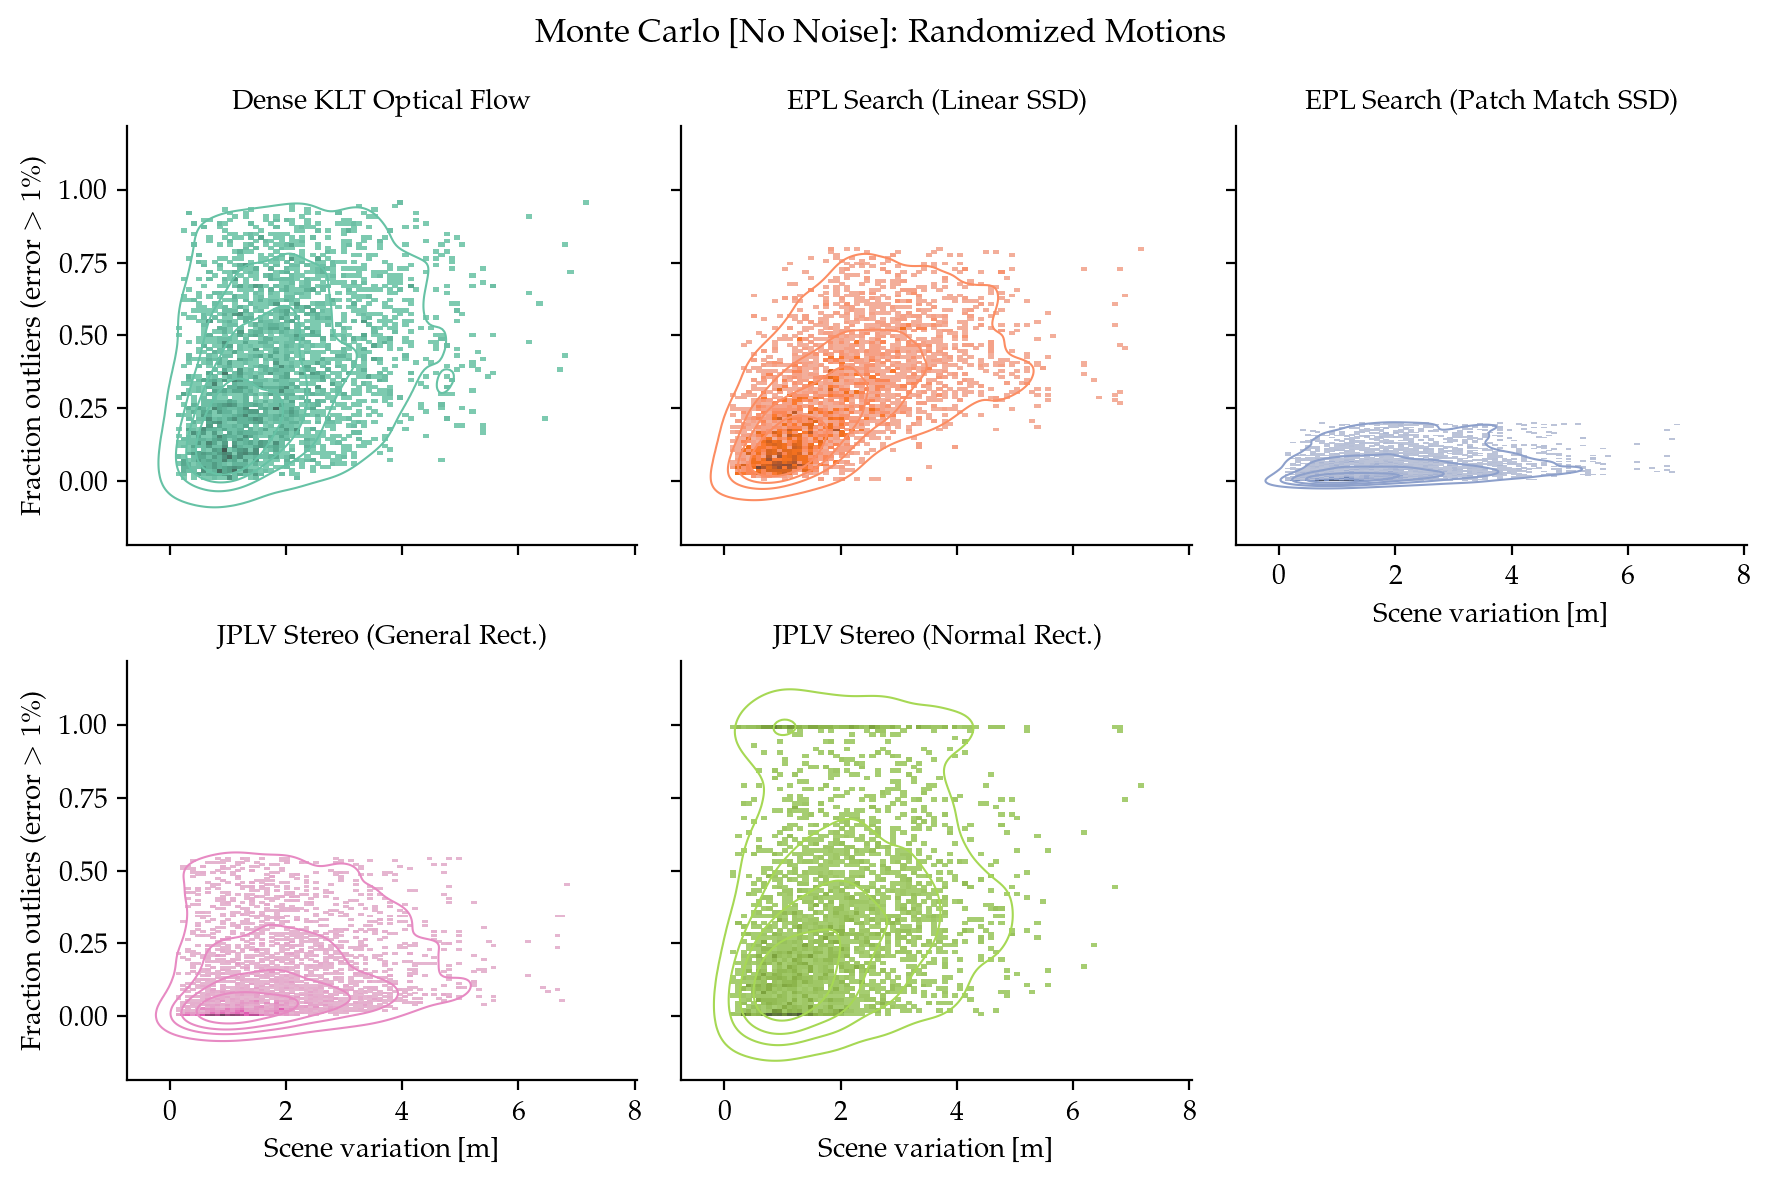 Monte Carlo [No Noise]: Randomized Motions
Dense KLT Optical Flow
EPL Search (Linear SSD)
EPL Search (Patch Match SSD)
Fraction outliers (error > 1%)
1.00
0.75
0.50
0.25
0.00
0 2 4 6 8
Scene variation [m]
JPLV Stereo (General Rect.)
JPLV Stereo (Normal Rect.)
Fraction outliers (error > 1%)
1.00
0.75
0.50
0.25
0.00
0 2 4 6 8
0 2 4 6 8
Scene variation [m]
Scene variation [m]